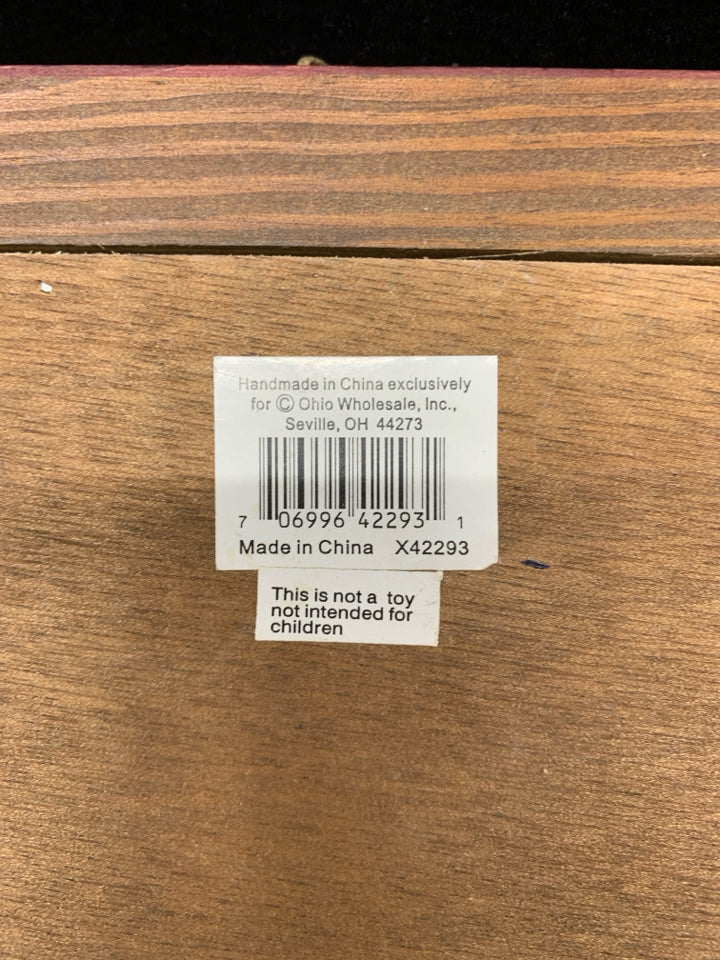 Handmade in China exclusively
for © Ohio Wholesale, Inc.,
Seville, OH 44273
7 06996 42293 1
Made in China X42293
This is not a toy
not intended for
children